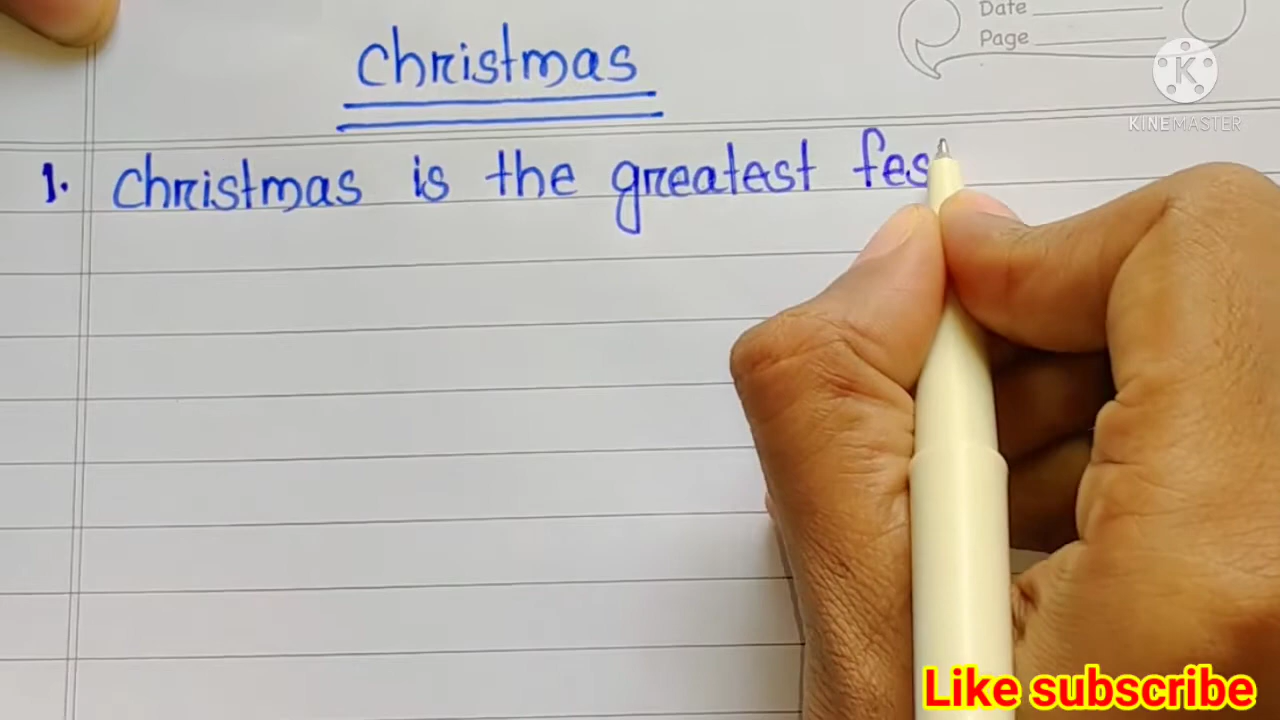 Date
Page
Christmas
KINEMASTER
1. Christmas is the greatest fes
Like subscribe